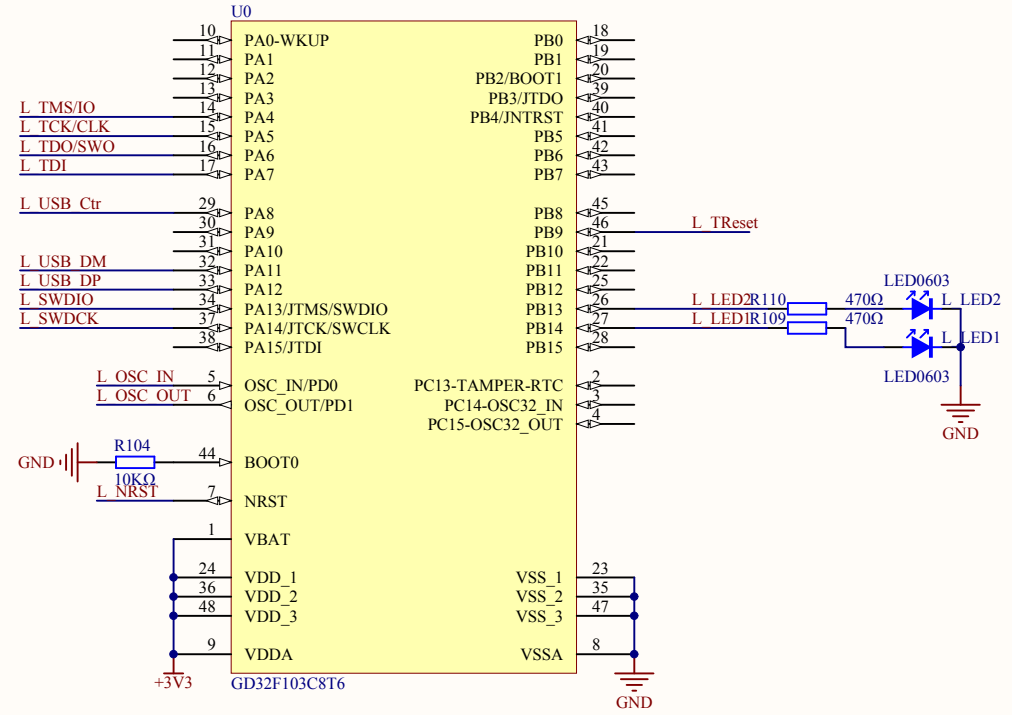 U0
10 PA0-WKUP PB0 18
11 PA1 PB1 19
12 PA2 PB2/BOOT1 20
13 PA3 PB3/JTDO 39
L_TMS/IO 14 PA4 PB4/JNTRST 40
L_TCK/CLK 15 PA5 PB5 41
L_TDO/SWO 16 PA6 PB6 42
L_TDI 17 PA7 PB7 43
L_USB_Ctr 29 PA8 PB8 45
30 PA9 PB9 46 L_TReset
31 PA10 PB10 21
L_USB_DM 32 PA11 PB11 22
L_USB_DP 33 PA12 PB12 25
LED0603
L_SWDIO 34 PA13/JTMS/SWDIO PB13 26 L_LED2 R110 470Ω L_LED2
L_SWDCK 37 PA14/JTCK/SWCLK PB14 27 L_LED1 R109 470Ω L_LED1
38 PA15/JTDI PB15 28
LED0603
L_OSC_IN 5 OSC_IN/PD0 PC13-TAMPER-RTC 2
L_OSC_OUT 6 OSC_OUT/PD1 PC14-OSC32_IN 3
PC15-OSC32_OUT 4
GND
R104
GND 44 BOOT0
10KΩ
L_NRST 7 NRST
1 VBAT
24 VDD_1 VSS_1 23
36 VDD_2 VSS_2 35
48 VDD_3 VSS_3 47
9 VDDA VSSA 8
+3V3 GD32F103C8T6
GND